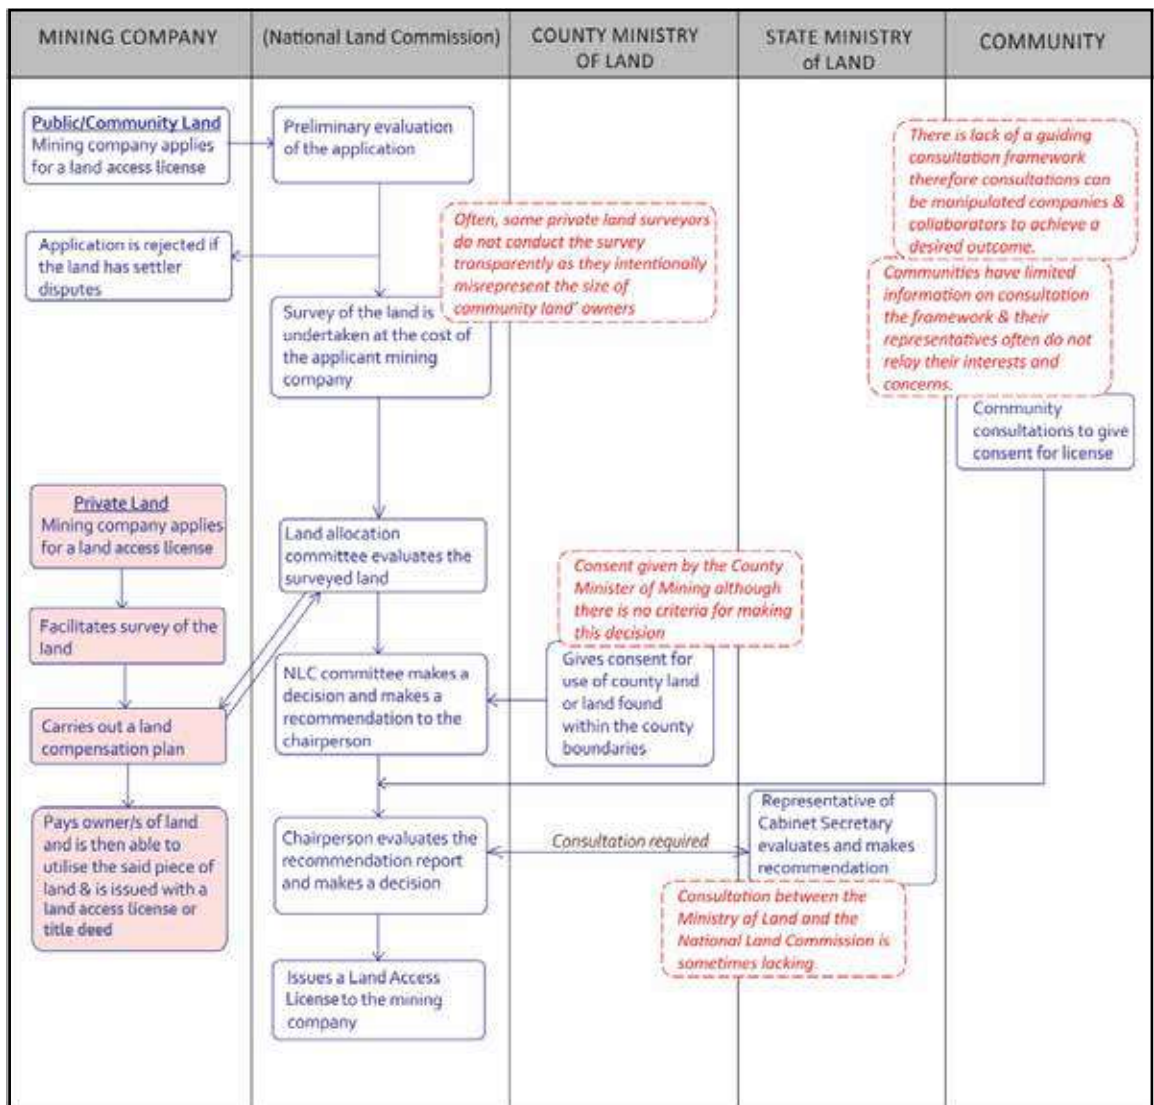 MINING COMPANY
(National Land Commission)
COUNTY MINISTRY
OF LAND
STATE MINISTRY
of LAND
COMMUNITY
Public/Community Land
Mining company applies
for a land access license
Preliminary evaluation
of the application
There is lack of a guiding
consultation framework
therefore consultations can
be manipulated companies &
collaborators to achieve a
desired outcome.
Application is rejected if
the land has settler
disputes
Often, some private land surveyors
do not conduct the survey
transparently as they intentionally
misrepresent the size of
community land' owners
Communities have limited
information on consultation
the framework & their
representatives often do not
relay their interests and
concerns.
Survey of the land is
undertaken at the cost of
the applicant mining
company
Community
consultations to give
consent for license
Private Land
Mining company applies
for a land access license
Land allocation
committee evaluates the
surveyed land
Consent given by the County
Minister of Mining although
there is no criteria for making
this decision
Facilitates survey of the
land
NLC committee makes a
decision and makes a
recommendation to the
chairperson
Gives consent for
use of county land
or land found
within the county
boundaries
Carries out a land
compensation plan
Pays owner/s of land
and is then able to
utilise the said piece of
land & is issued with a
land access license or
title deed
Chairperson evaluates the
recommendation report
and makes a decision
Consultation required
Representative of
Cabinet Secretary
evaluates and makes
recommendation
Consultation between the
Ministry of Land and the
National Land Commission is
sometimes lacking.
Issues a Land Access
License to the mining
company